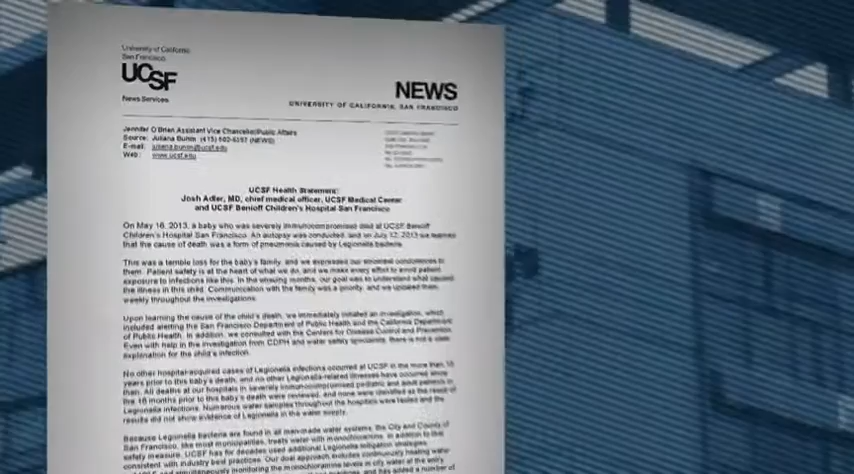 University of California
San Francisco
UCSF
News Services
NEWS
UNIVERSITY OF CALIFORNIA, SAN FRANCISCO
Jennifer O'Brien Assistant Vice Chancellor/Public Affairs
Source: Juliana Bunim (415) (NEWS)
E-mail: juliana.bunim@ucsf.edu
Web: www.ucsf.edu
UCSF Health Statement:
Josh Adler, MD, chief medical officer, UCSF Medical Center
and UCSF Benioff Children's Hospital San Francisco
On May 16, 2013, a baby who was severely immunocompromised died at UCSF Benioff
Children's Hospital San Francisco. An autopsy was conducted, and on July 12, 2013 we learned
that the cause of death was a form of pneumonia caused by Legionella bacteria.
This was a terrible loss for the baby's family, and we expressed our sincerest condolences to
them. Patient safety is at the heart of what we do, and we make every effort to avoid patient
exposure to infections like this. In the ensuing months, our goal was to understand what caused
the illness in this child. Communication with the family was a priority, and we updated them
weekly throughout the investigations.
Upon learning the cause of the child's death, we immediately initiated an investigation, which
included alerting the San Francisco Department of Public Health and the California Department
of Public Health. In addition, we consulted with the Centers for Disease Control and Prevention.
Even with help in the investigation from CDPH and water safety specialists, there is not a clear
explanation for the child's infection.
No other hospital-acquired cases of Legionella infections occurred at UCSF in the more than 10
years prior to this baby's death, and no other Legionella-related illnesses have occurred since
then. All deaths at our hospitals in severely immunocompromised pediatric and adult patients in
the 18 months prior to this baby's death were reviewed, and none were identified as the result of
Legionella infections. Numerous water samples throughout the hospitals were tested and the
results did not show evidence of Legionella in the water supply.
Because Legionella bacteria are found in all man-made water systems, the City and County of
San Francisco, like most municipalities, treats water with monochloramine. In addition to that
safety measure, UCSF has for decades used additional Legionella mitigation strategies
consistent with industry best practices. Our dual approach includes continuously heating water
and simultaneously monitoring the monochloramine levels in city water at the
and has added a number of